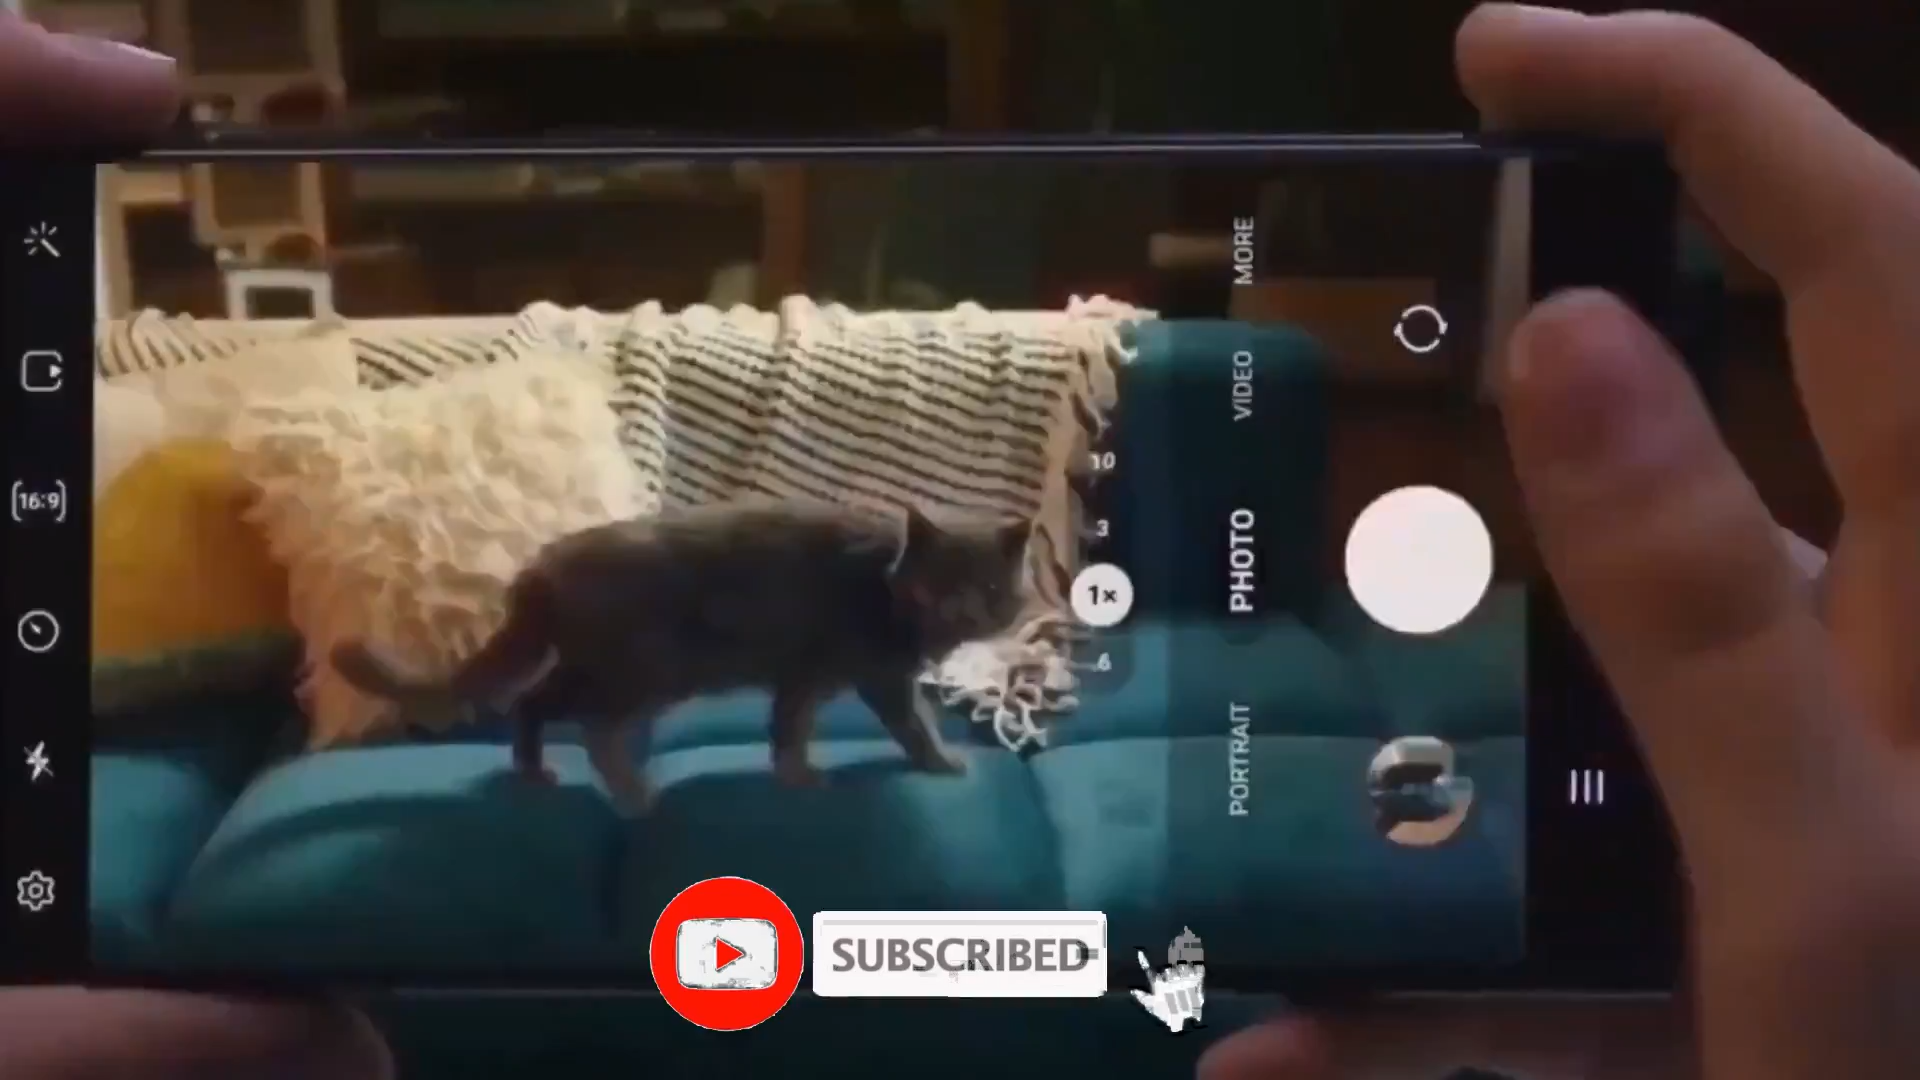 MORE
VIDEO
PHOTO
PORTRAIT
16:9
10
3
1×
.6
SUBSCRIBED